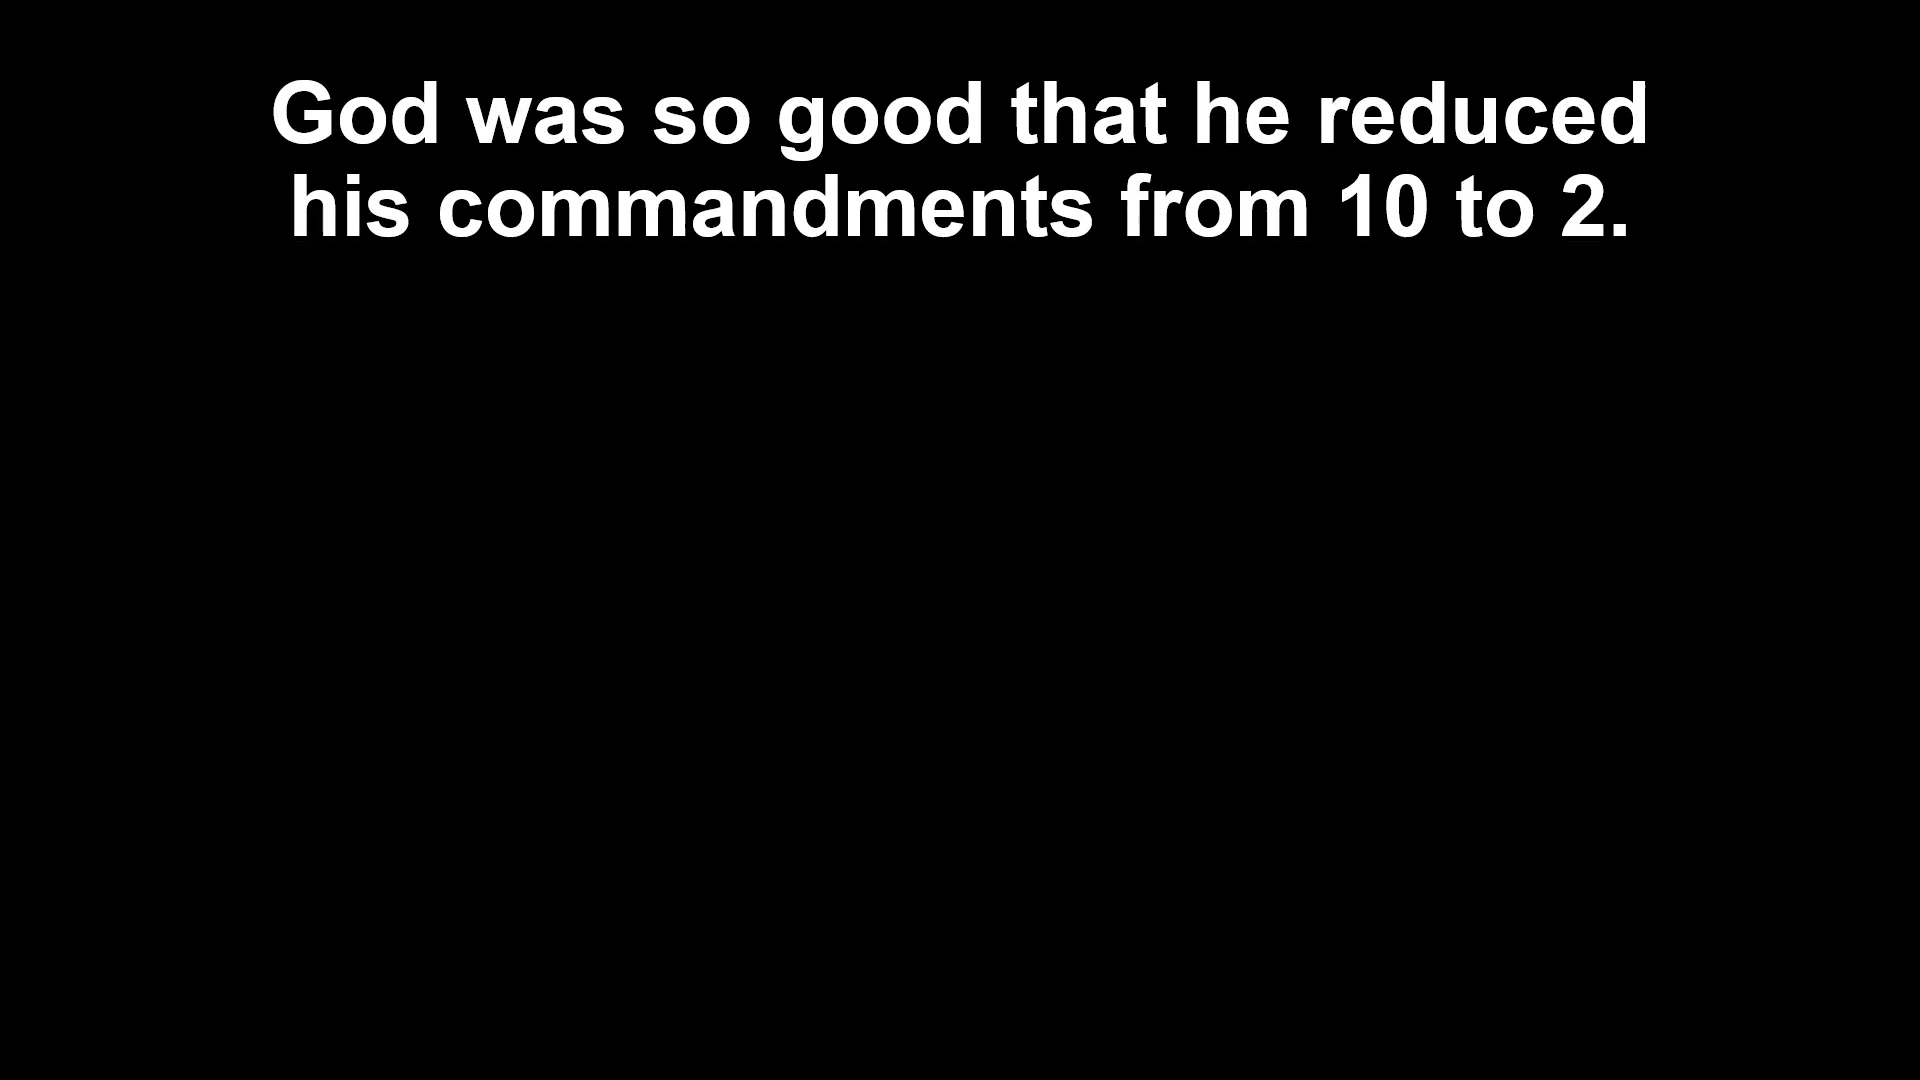 God was so good that he reduced
his commandments from 10 to 2.